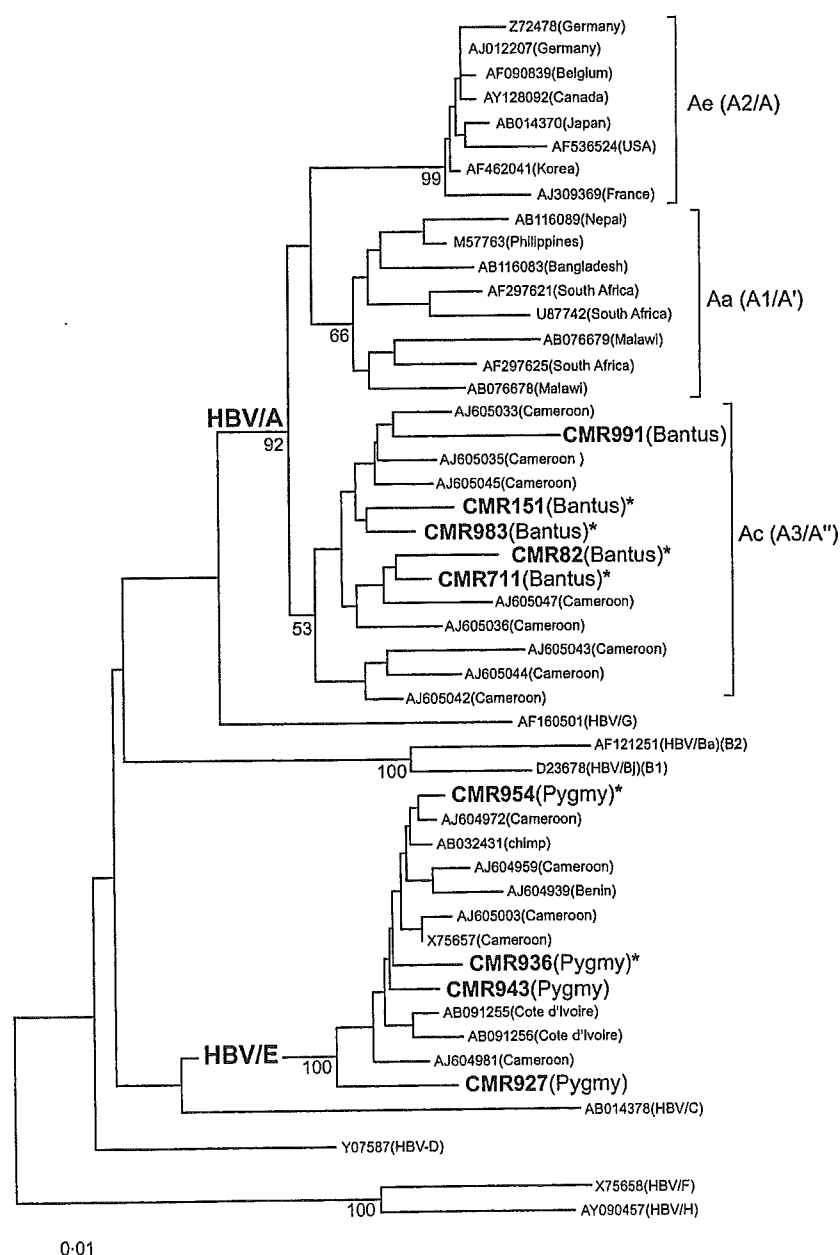 Z72478(Germany)
AJ012207(Germany)
AF090839(Belgium)
AY128092(Canada)
Ae (A2/A)
AB014370(Japan)
AF536524(USA)
AF462041(Korea)
99
AJ309369(France)
AB116089(Nepal)
M57763(Philippines)
AB116083(Bangladesh)
AF297621(South Africa)
Aa (A1/A')
U87742(South Africa)
66
AB076679(Malawi)
AF297625(South Africa)
AB076678(Malawi)
HBV/A
92
AJ605033(Cameroon)
CMR991(Bantus)
AJ605035(Cameroon )
AJ605045(Cameroon)
CMR151(Bantus)*
CMR983(Bantus)*
Ac (A3/A")
CMR82(Bantus)*
CMR711(Bantus)*
AJ605047(Cameroon)
53
AJ605036(Cameroon)
AJ605043(Cameroon)
AJ605044(Cameroon)
AJ605042(Cameroon)
AF160501(HBV/G)
AF121251(HBV/Ba)(B2)
100
D23678(HBV/Bj)(B1)
CMR954(Pygmy)*
AJ604972(Cameroon)
AB032431(chimp)
AJ604959(Cameroon)
AJ604939(Benin)
AJ605003(Cameroon)
X75657(Cameroon)
CMR936(Pygmy)*
CMR943(Pygmy)
AB091255(Cote d'Ivoire)
AB091256(Cote d'Ivoire)
HBV/E
100
AJ604981(Cameroon)
CMR927(Pygmy)
AB014378(HBV/C)
Y07587(HBV-D)
X75658(HBV/F)
100
AY090457(HBV/H)
0·01